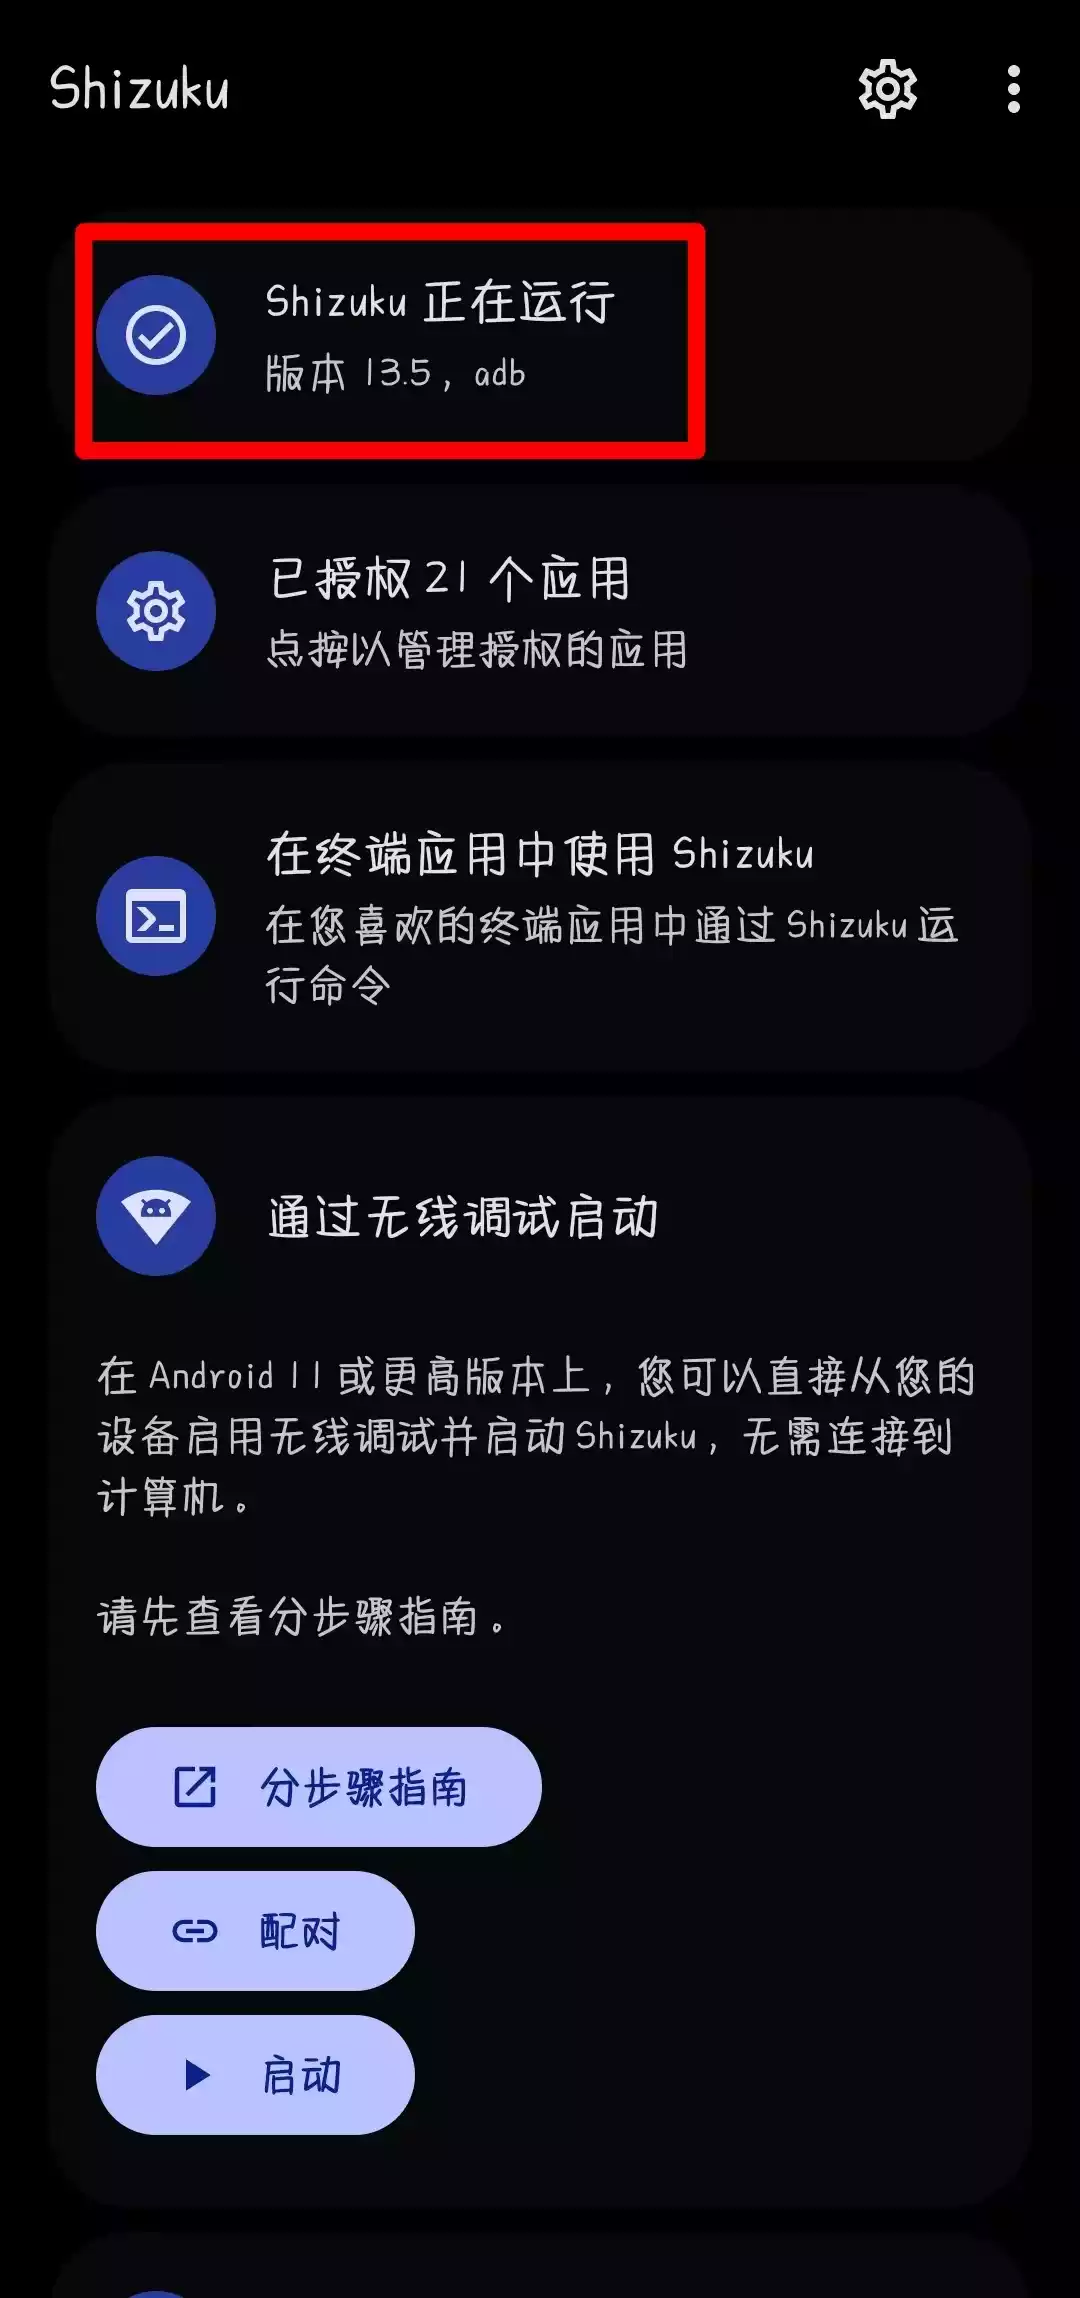 Shizuku
Shizuku 正在运行
版本 13.5，adb
已授权 21 个应用
点按以管理授权的应用
在终端应用中使用 Shizuku
在您喜欢的终端应用中通过 Shizuku 运
行命令
通过无线调试启动
在 Android 11 或更高版本上，您可以直接从您的
设备启用无线调试并启动 Shizuku，无需连接到
计算机。
请先查看分步骤指南。
分步骤指南
配对
启动